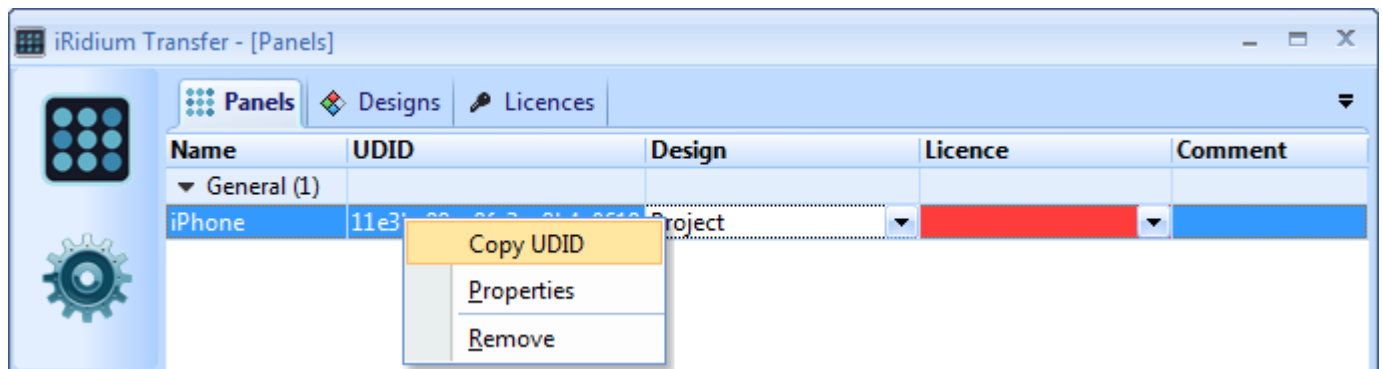 iRidium Transfer - [Panels]
Panels Designs Licences
Name UDID Design Licence Comment
General (1)
iPhone Project
Copy UDID
Properties
Remove